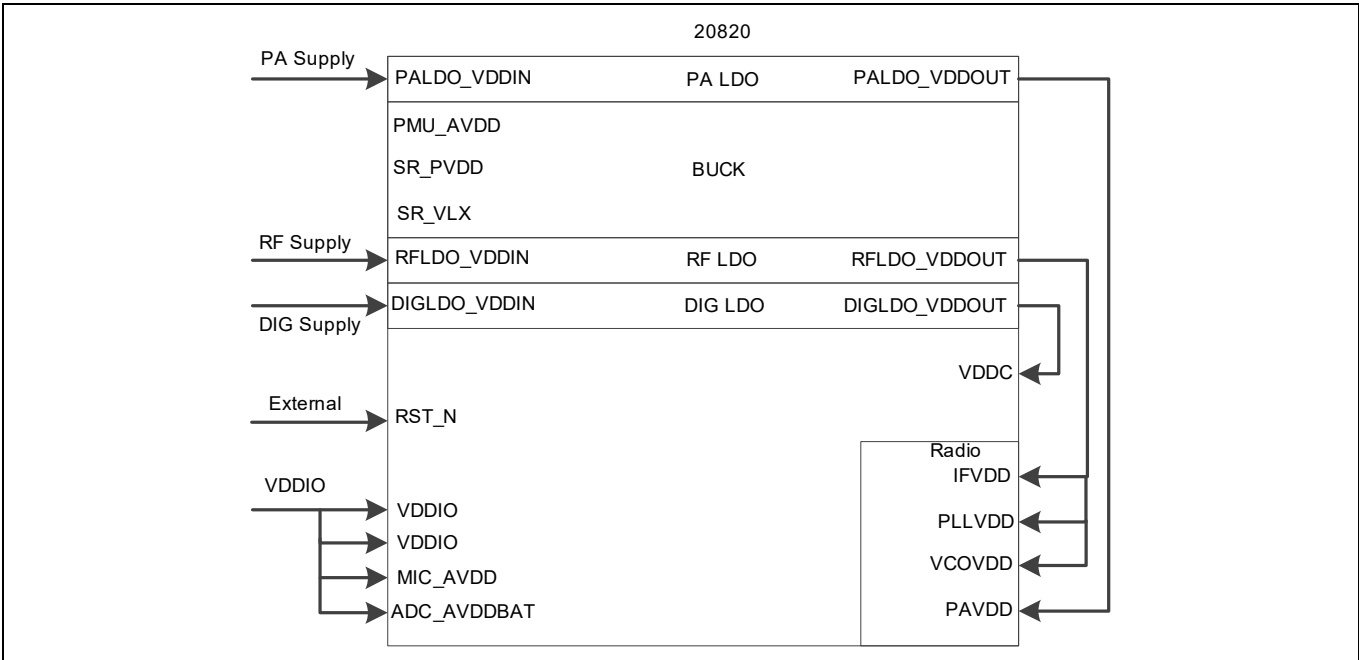 20820
PA Supply
PALDO_VDDIN PA LDO PALDO_VDDOUT
PMU_AVDD
SR_PVDD BUCK
SR_VLX
RF Supply
RFLDO_VDDIN RF LDO RFLDO_VDDOUT
DIGLDO_VDDIN DIG LDO DIGLDO_VDDOUT
DIG Supply
VDDC
External
RST_N
Radio
IFVDD
VDDIO
VDDIO
PLLVDD
VDDIO
VCOVDD
MIC_AVDD
ADC_AVDDBAT
PAVDD